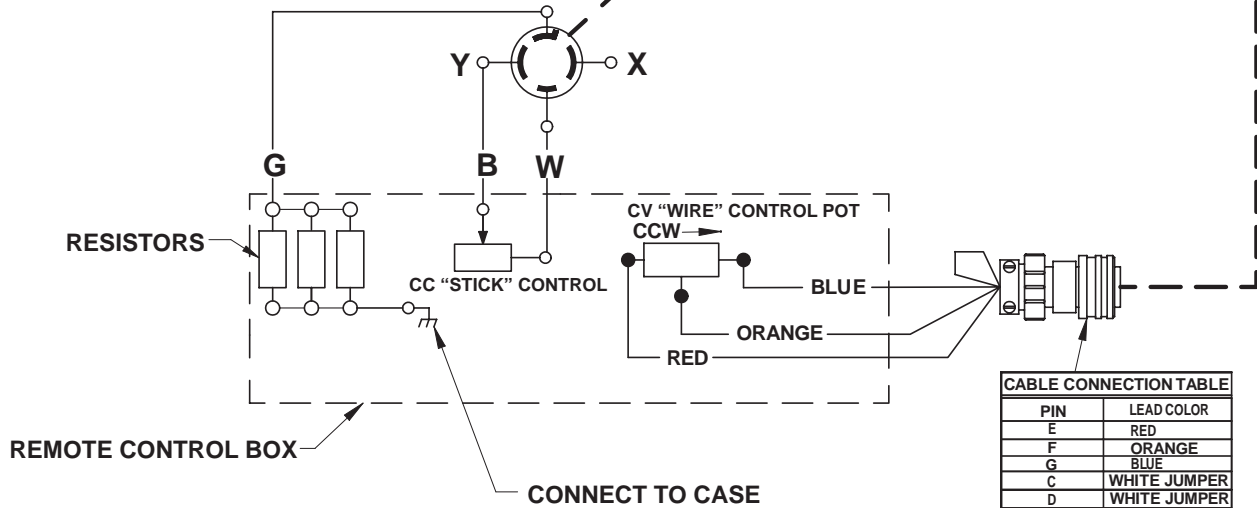 Y
X
G
B
W
RESISTORS
CC “STICK” CONTROL
CV “WIRE” CONTROL POT
CCW
BLUE
ORANGE
RED
REMOTE CONTROL BOX
CONNECT TO CASE
CABLE CONNECTION TABLE
PIN LEAD COLOR
E RED
F ORANGE
G BLUE
C WHITE JUMPER
D WHITE JUMPER